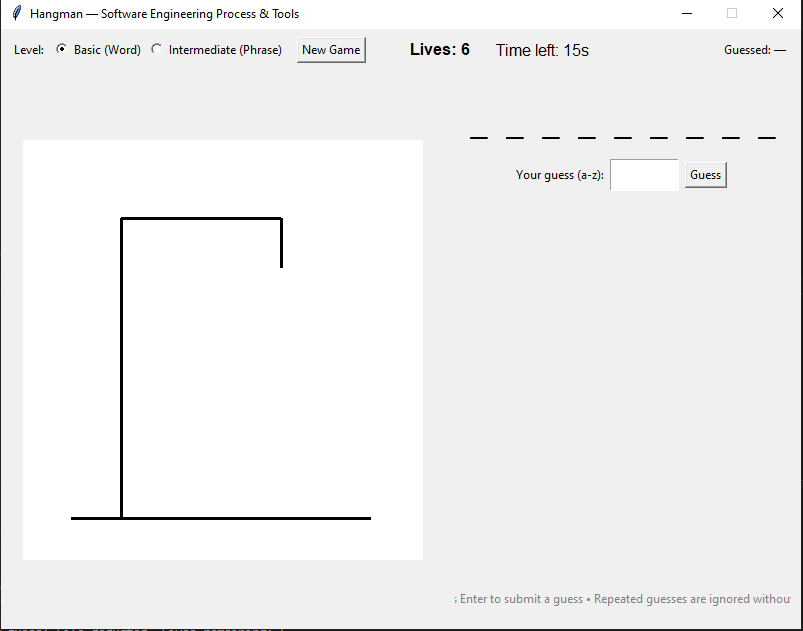 Hangman — Software Engineering Process & Tools
Level: Basic (Word) Intermediate (Phrase) New Game Lives: 6 Time left: 15s Guessed: —
_ _ _ _ _ _ _ _ _
Your guess (a-z): Guess
Enter to submit a guess • Repeated guesses are ignored